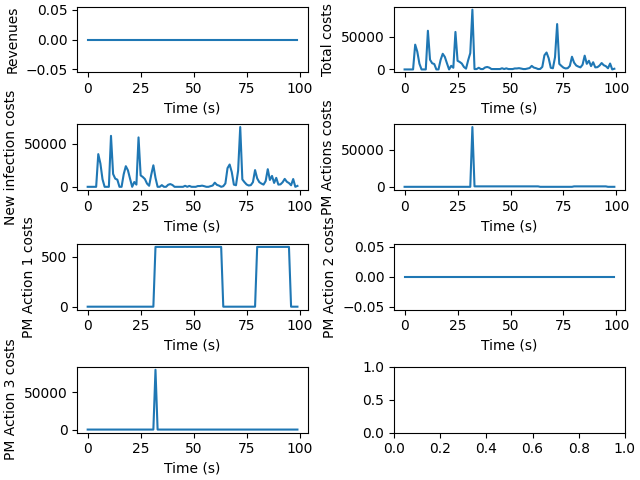 Revenues
0.05
0.00
−0.05
0 25 50 75 100
Time (s)
Total costs
50000
0
0 25 50 75 100
Time (s)
New infection costs
50000
0
0 25 50 75 100
Time (s)
PM Actions costs
50000
0
0 25 50 75 100
Time (s)
PM Action 1 costs
500
0
0 25 50 75 100
Time (s)
PM Action 2 costs
0.05
0.00
−0.05
0 25 50 75 100
Time (s)
PM Action 3 costs
50000
0
0 25 50 75 100
Time (s)
1.0
0.5
0.0
0.0 0.2 0.4 0.6 0.8 1.0